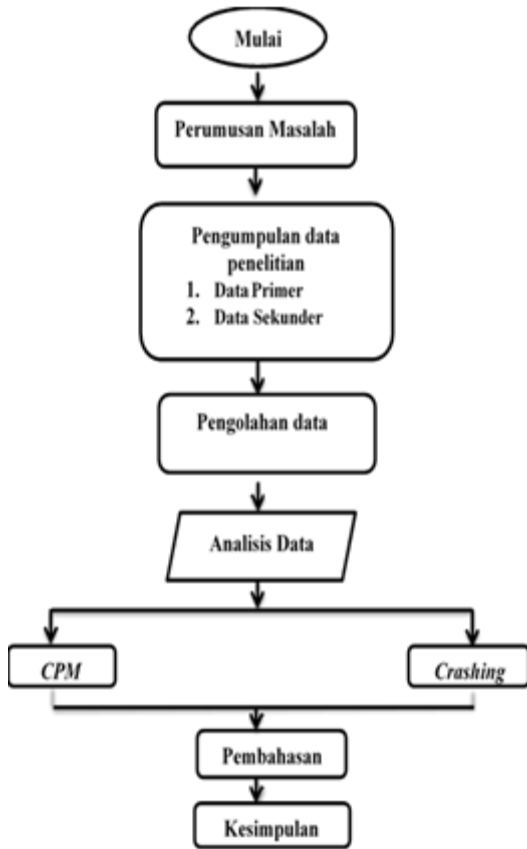 Mulai
Perumusan Masalah
Pengumpulan data
penelitian
1. Data Primer
2. Data Sekunder
Pengolahan data
Analisis Data
CPM
Crashing
Pembahasan
Kesimpulan